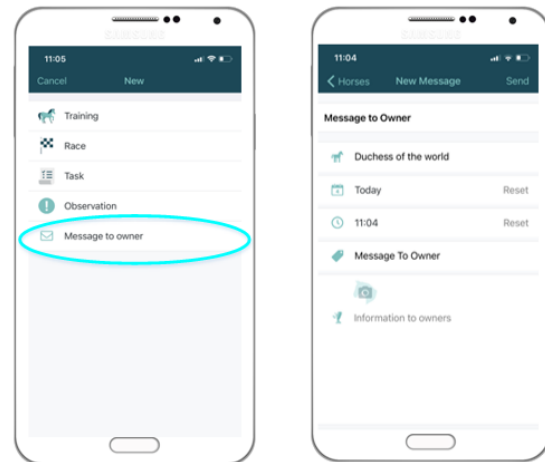 SAMSUNG
11:05
Cancel New
Training
Race
Task
Observation
Message to owner
SAMSUNG
11:04
Horses New Message Send
Message to Owner
Duchess of the world
Today Reset
11:04 Reset
Message To Owner
Information to owners